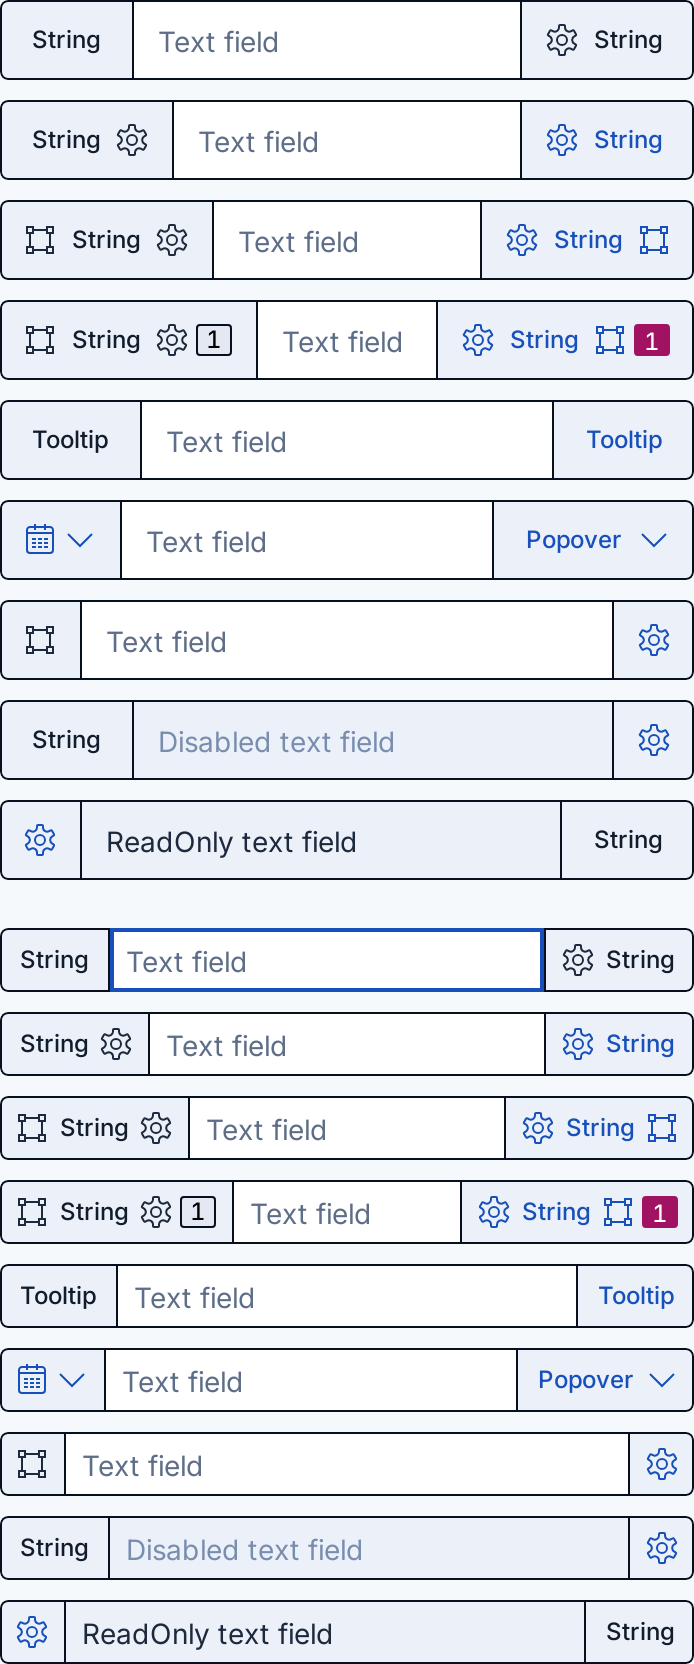 String Text field String
String Text field String
String Text field String
String 1 Text field String 1
Tooltip Text field Tooltip
Text field Popover
Text field
String Disabled text field
ReadOnly text field String
String Text field String
String Text field String
String Text field String
String 1 Text field String 1
Tooltip Text field Tooltip
Text field Popover
Text field
String Disabled text field
ReadOnly text field String